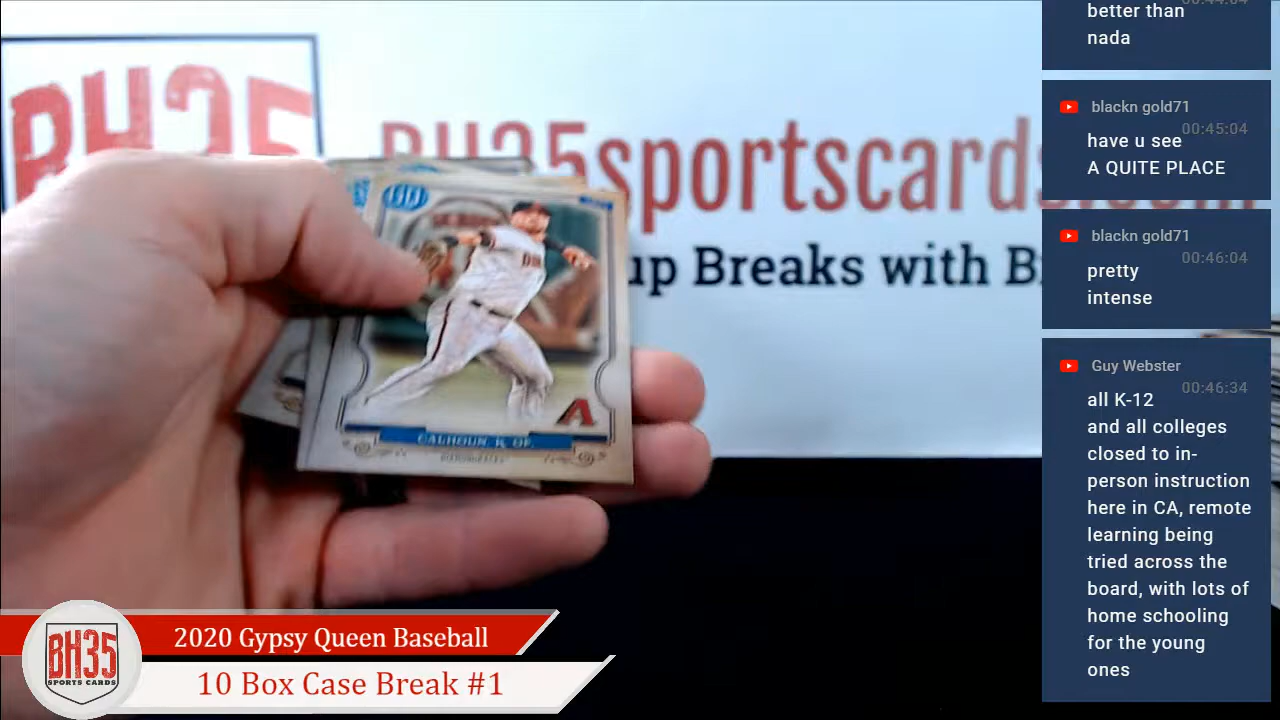 BH35
BH35sportscards.com
up Breaks with B
GQ
A
CALHOUN, K. OF.
2020 Gypsy Queen Baseball
10 Box Case Break #1
BH35
SPORTS CARDS
better than
nada
blackn gold71
00:45:04
have u see
A QUITE PLACE
blackn gold71
00:46:04
pretty
intense
Guy Webster
00:46:34
all K-12
and all colleges
closed to in-
person instruction
here in CA, remote
learning being
tried across the
board, with lots of
home schooling
for the young
ones